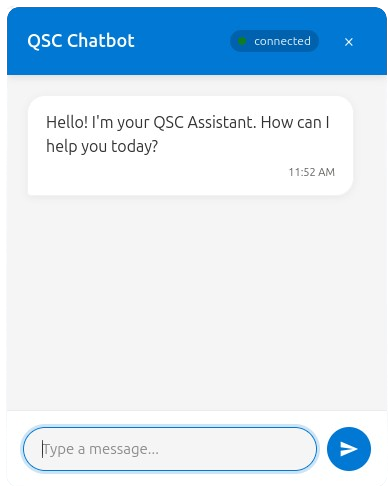 QSC Chatbot
connected
×
Hello! I'm your QSC Assistant. How can I
help you today?
11:52 AM
Type a message...